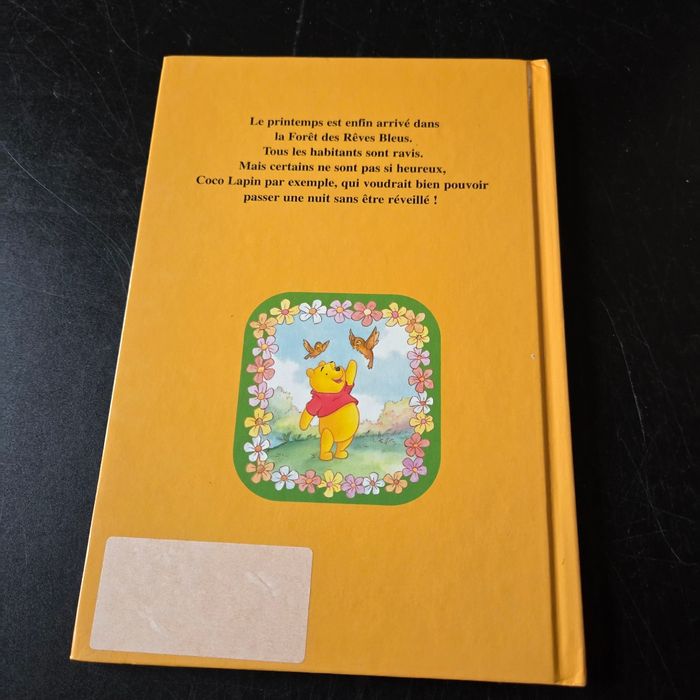 Le printemps est enfin arrivé dans
la Forêt des Rêves Bleus.
Tous les habitants sont ravis.
Mais certains ne sont pas si heureux,
Coco Lapin par exemple, qui voudrait bien pouvoir
passer une nuit sans être réveillé !